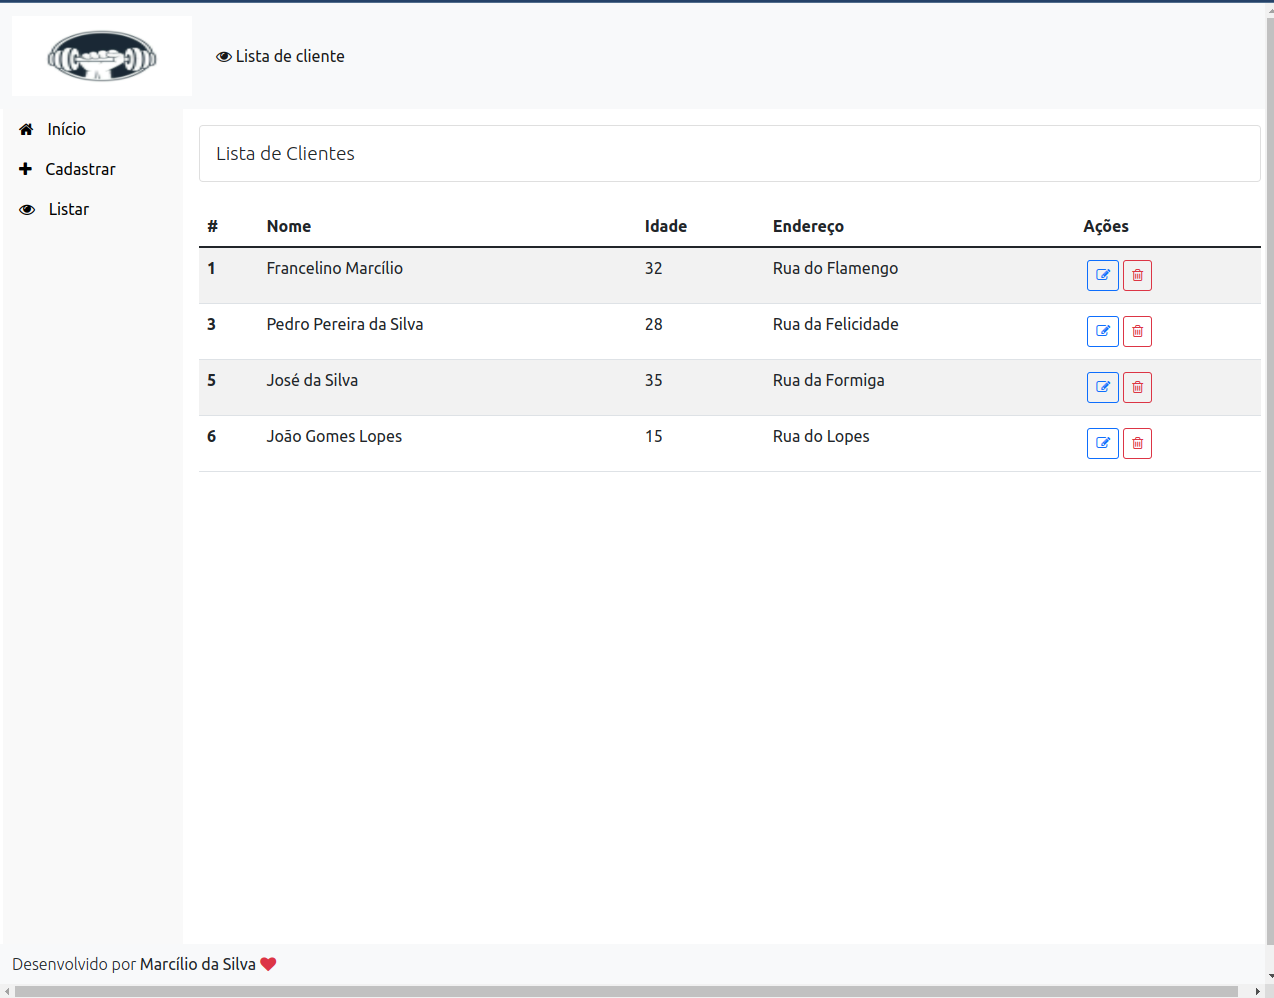 Lista de cliente
Início
Cadastrar
Listar
Lista de Clientes
# Nome Idade Endereço Ações
1 Francelino Marcílio 32 Rua do Flamengo
3 Pedro Pereira da Silva 28 Rua da Felicidade
5 José da Silva 35 Rua da Formiga
6 João Gomes Lopes 15 Rua do Lopes
Desenvolvido por Marcílio da Silva